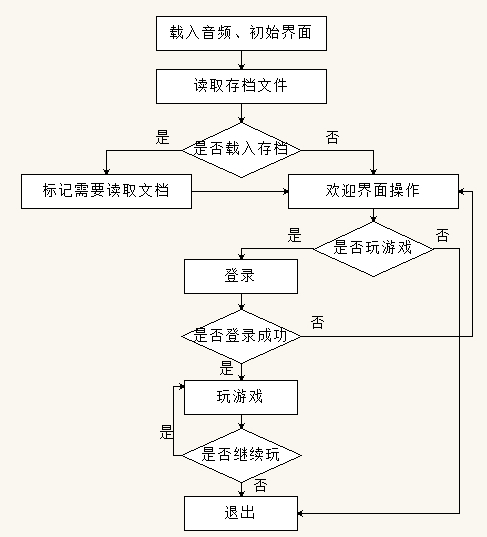 载入音频、初始界面
读取存档文件
是否载入存档
是
否
标记需要读取文档
欢迎界面操作
是否玩游戏
是
否
登录
是否登录成功
否
是
玩游戏
是
是否继续玩
否
退出